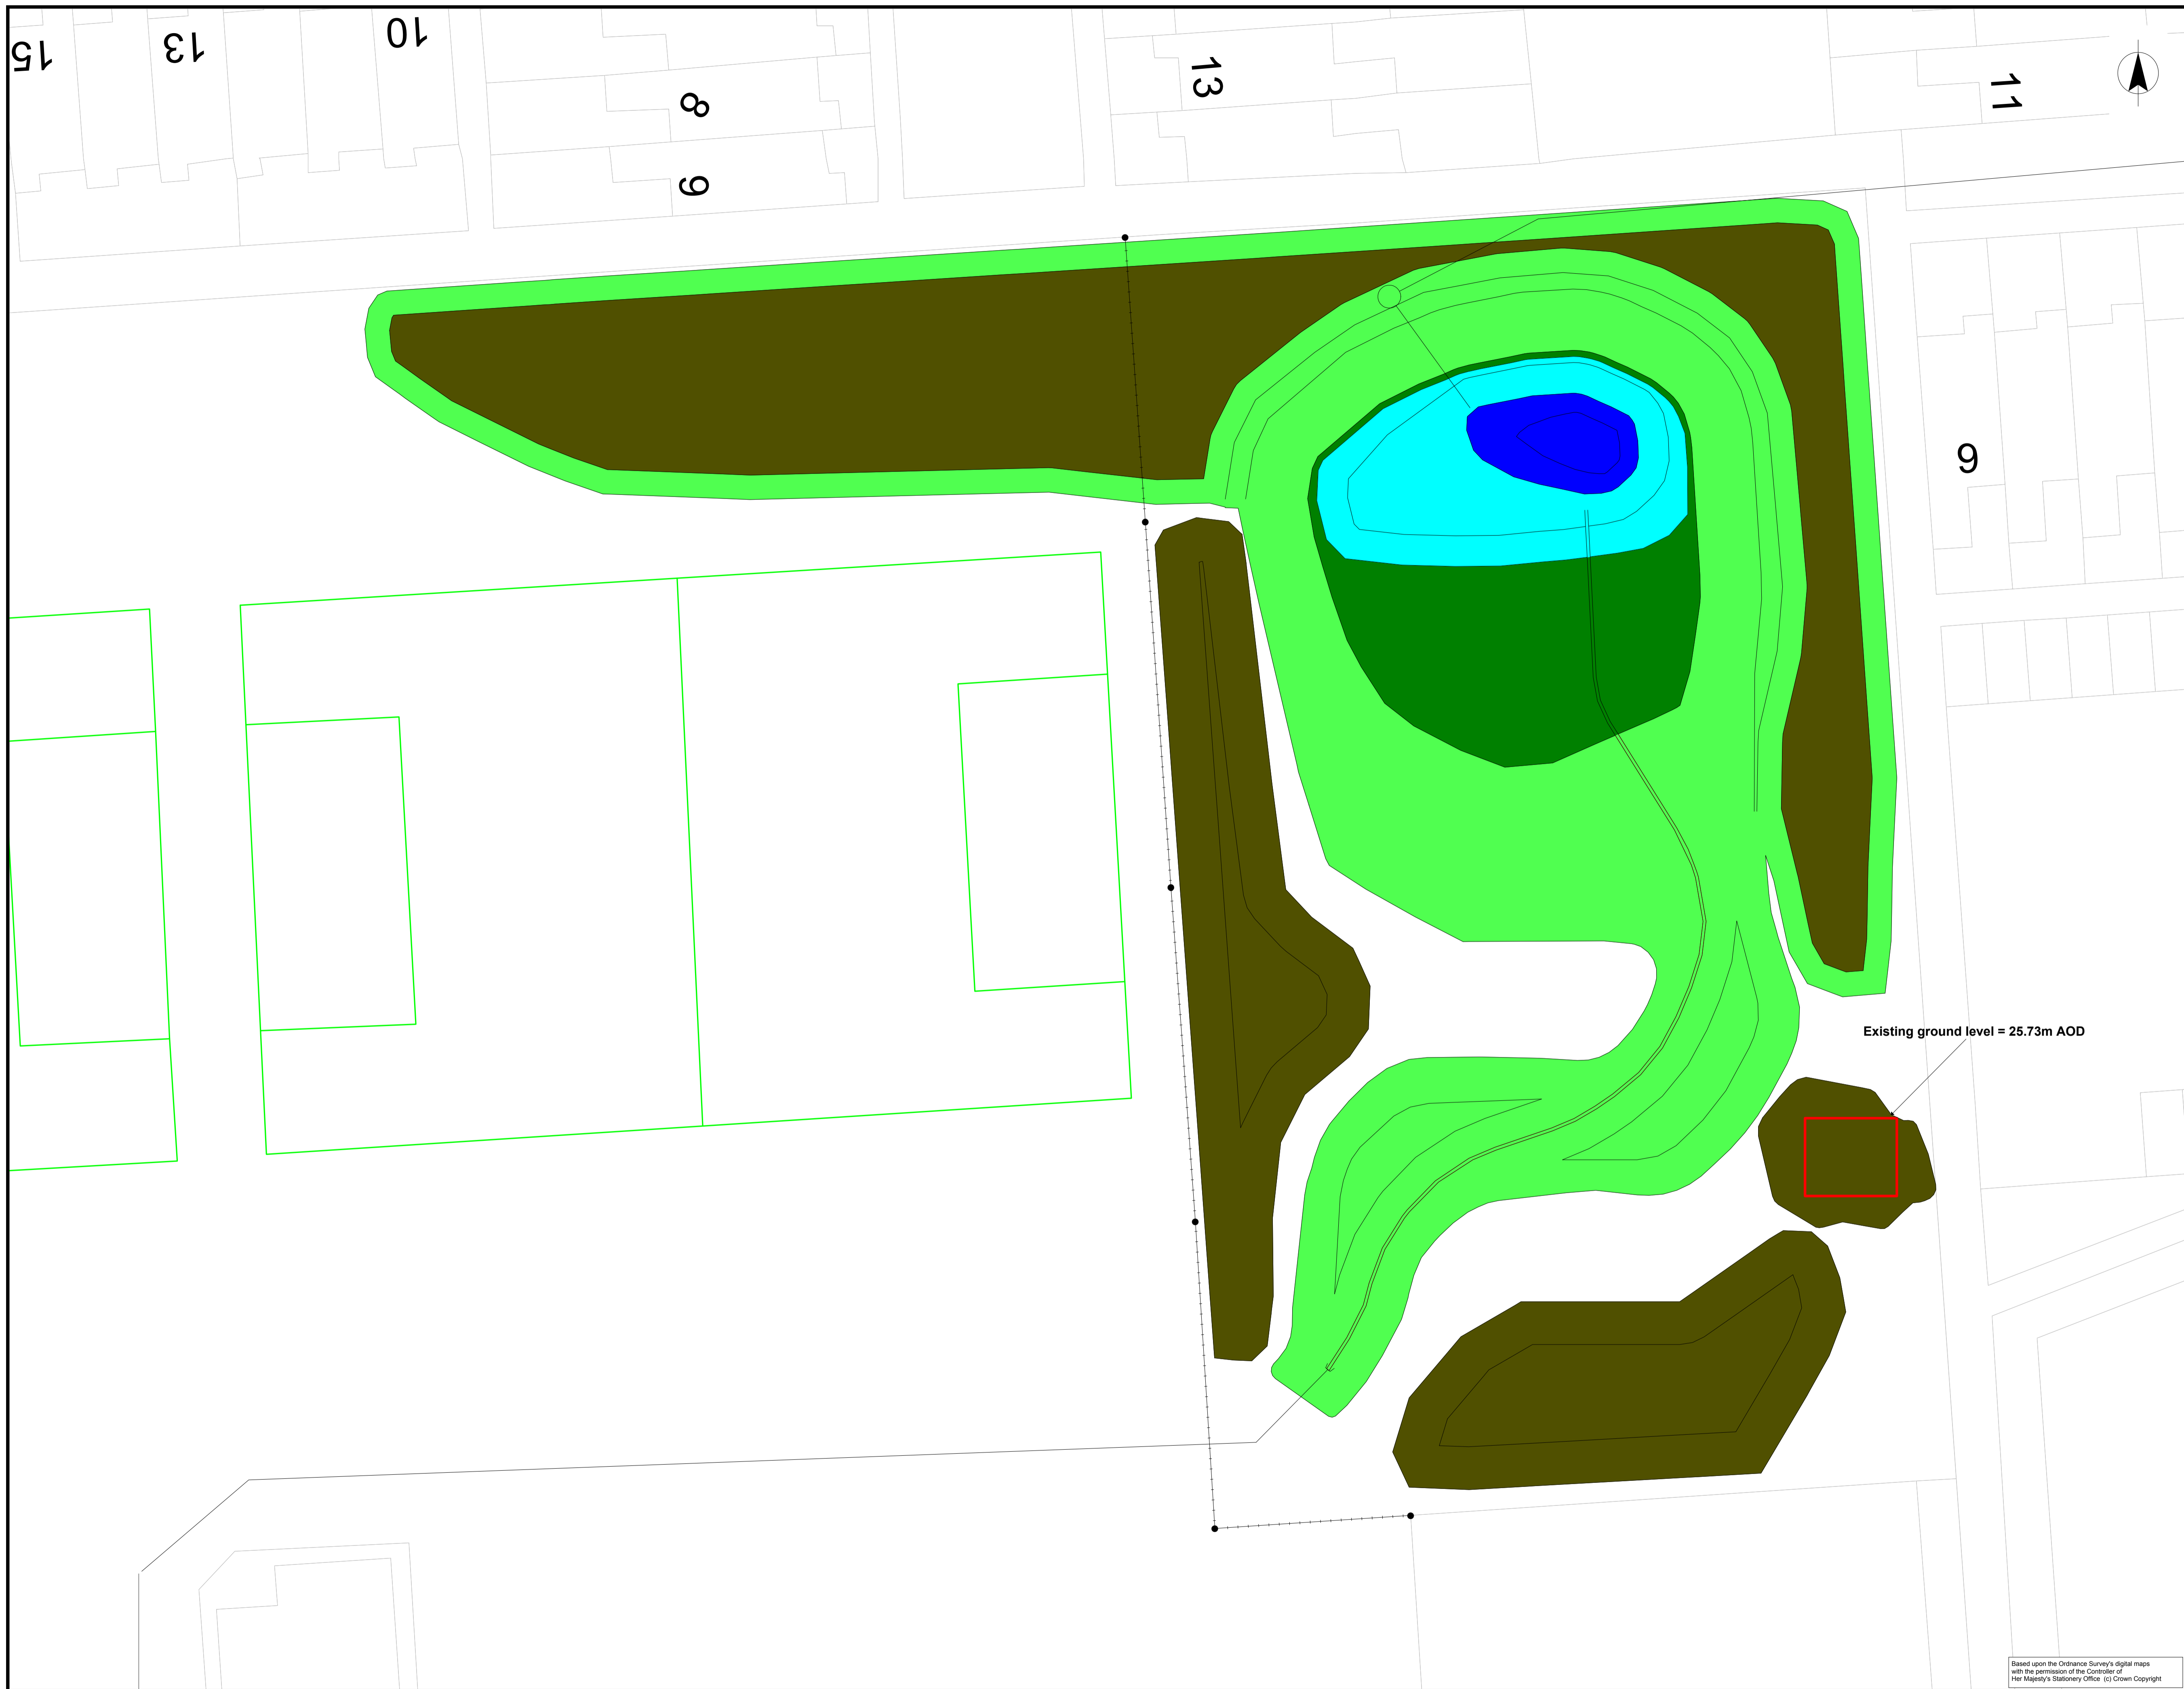 15
13
10
8
9
13
11
9
Existing ground level = 25.73m AOD
Based upon the Ordnance Survey's digital maps
with the permission of the Controller of
Her Majesty's Stationery Office (c) Crown Copyright